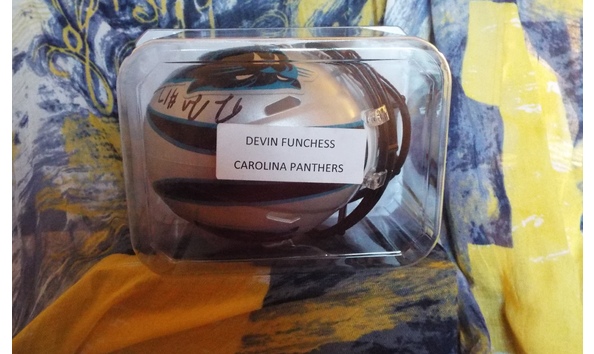 DEVIN FUNCHESS
CAROLINA PANTHERS